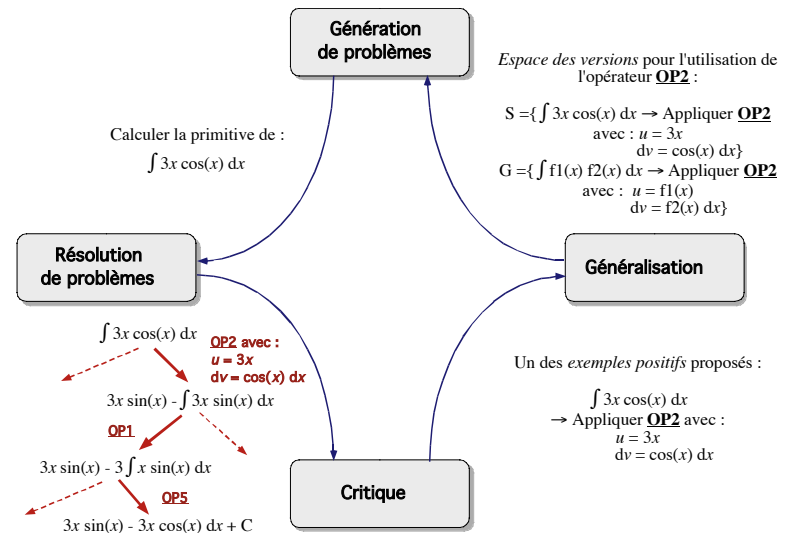 Génération
de problèmes
Calculer la primitive de :
∫ 3x cos(x) dx
Espace des versions pour l'utilisation de
l'opérateur OP2 :
S ={∫ 3x cos(x) dx → Appliquer OP2
avec : u = 3x
dv = cos(x) dx}
G ={∫ f1(x) f2(x) dx → Appliquer OP2
avec : u = f1(x)
dv = f2(x) dx}
Résolution
de problèmes
Généralisation
∫ 3x cos(x) dx
OP2 avec :
u = 3x
dv = cos(x) dx
3x sin(x) - ∫ 3x sin(x) dx
OP1
3x sin(x) - 3 ∫ x sin(x) dx
OP5
3x sin(x) - 3x cos(x) dx + C
Critique
Un des exemples positifs proposés :
∫ 3x cos(x) dx
→ Appliquer OP2 avec :
u = 3x
dv = cos(x) dx